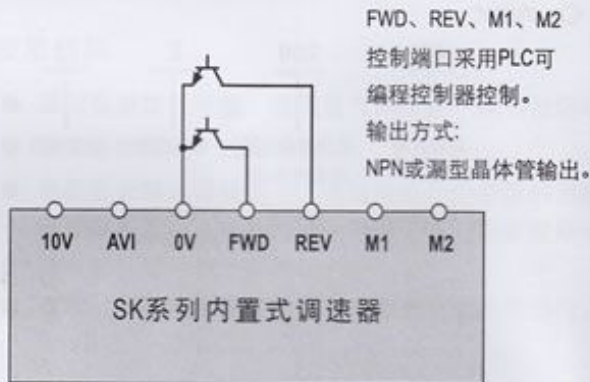 FWD、REV、M1、M2
控制端口采用PLC可
编程控制器控制。
输出方式:
NPN或漏型晶体管输出。
10V AVI 0V FWD REV M1 M2
SK系列内置式调速器